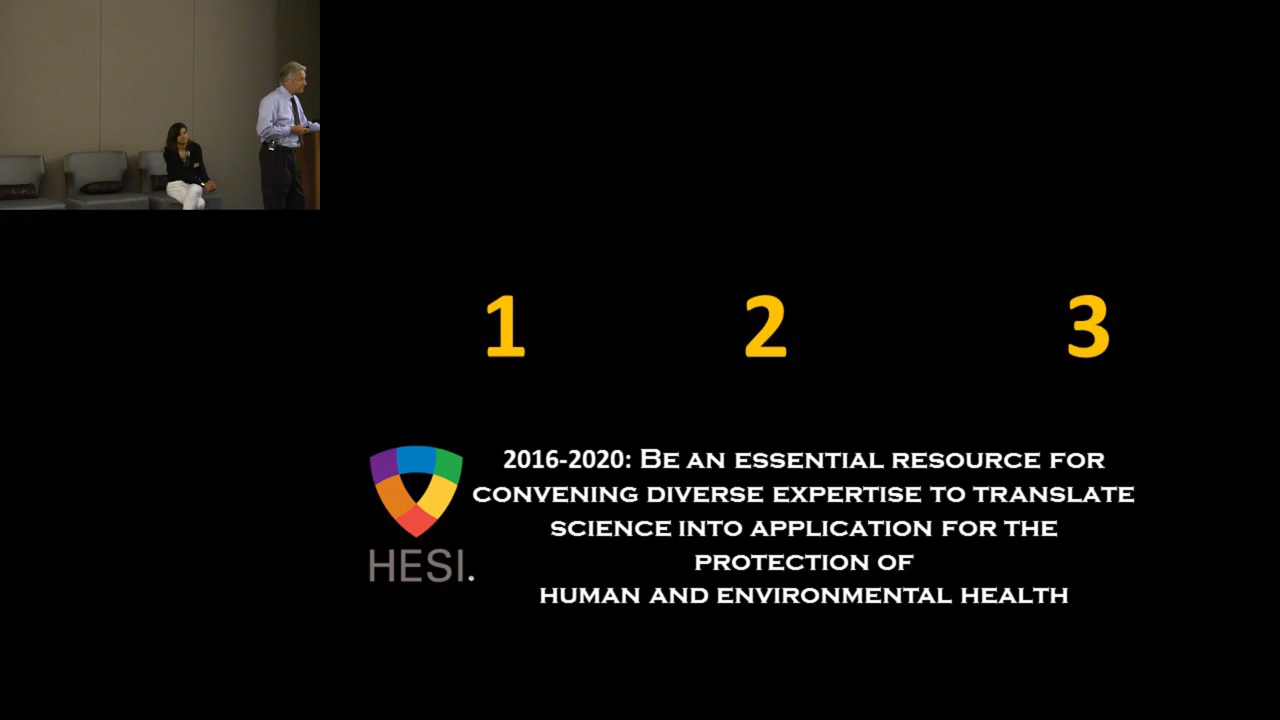 1 2 3
2016-2020: BE AN ESSENTIAL RESOURCE FOR
CONVENING DIVERSE EXPERTISE TO TRANSLATE
SCIENCE INTO APPLICATION FOR THE
PROTECTION OF
HUMAN AND ENVIRONMENTAL HEALTH
HESI.